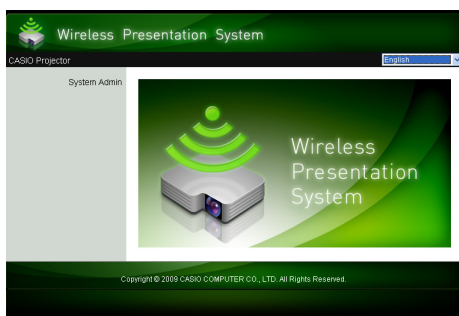 Wireless Presentation System
CASIO Projector
English
System Admin
Wireless
Presentation
System
Copyright © 2009 CASIO COMPUTER CO., LTD. All Rights Reserved.